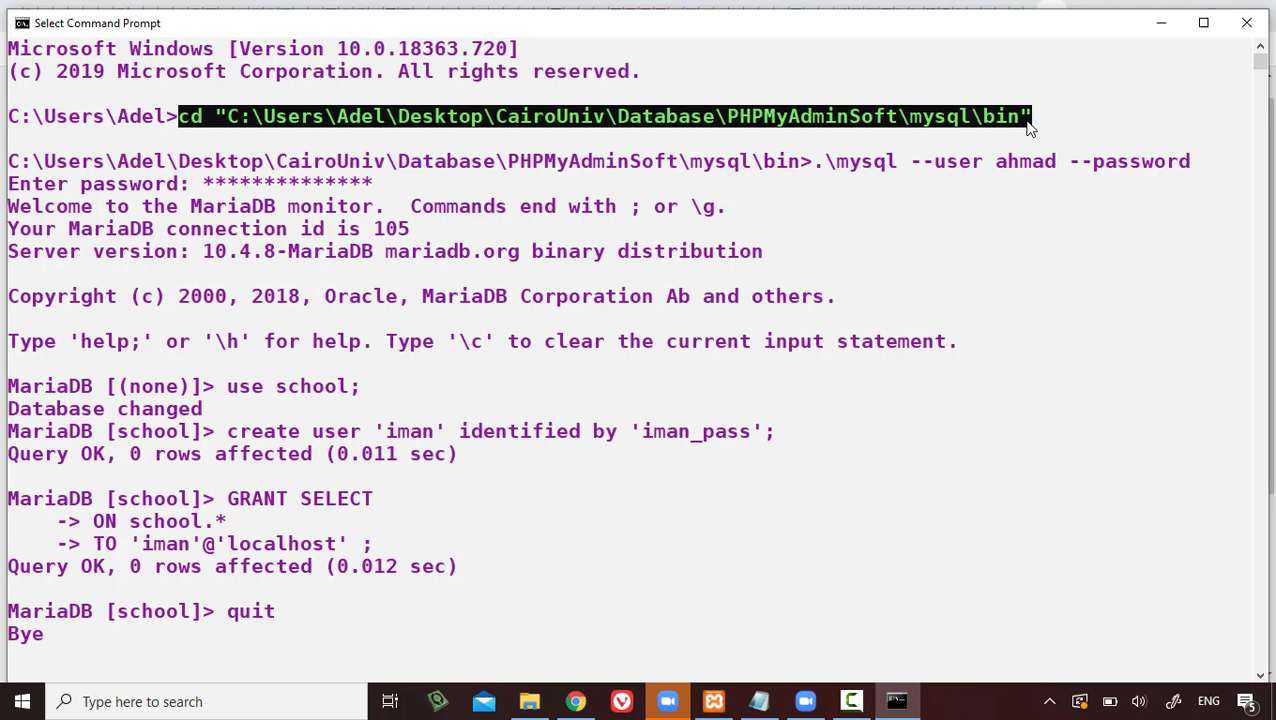 Select Command Prompt
Microsoft Windows [Version 10.0.18363.720]
(c) 2019 Microsoft Corporation. All rights reserved.
C:\Users\Adel>cd "C:\Users\Adel\Desktop\CairoUniv\Database\PHPMyAdminSoft\mysql\bin"
C:\Users\Adel\Desktop\CairoUniv\Database\PHPMyAdminSoft\mysql\bin>.\mysql --user ahmad --password
Enter password: **************
Welcome to the MariaDB monitor.  Commands end with ; or \g.
Your MariaDB connection id is 105
Server version: 10.4.8-MariaDB mariadb.org binary distribution
Copyright (c) 2000, 2018, Oracle, MariaDB Corporation Ab and others.
Type 'help;' or '\h' for help. Type '\c' to clear the current input statement.
MariaDB [(none)]> use school;
Database changed
MariaDB [school]> create user 'iman' identified by 'iman_pass';
Query OK, 0 rows affected (0.011 sec)
MariaDB [school]> GRANT SELECT
    -> ON school.*
    -> TO 'iman'@'localhost' ;
Query OK, 0 rows affected (0.012 sec)
MariaDB [school]> quit
Bye
Type here to search
ENG
5